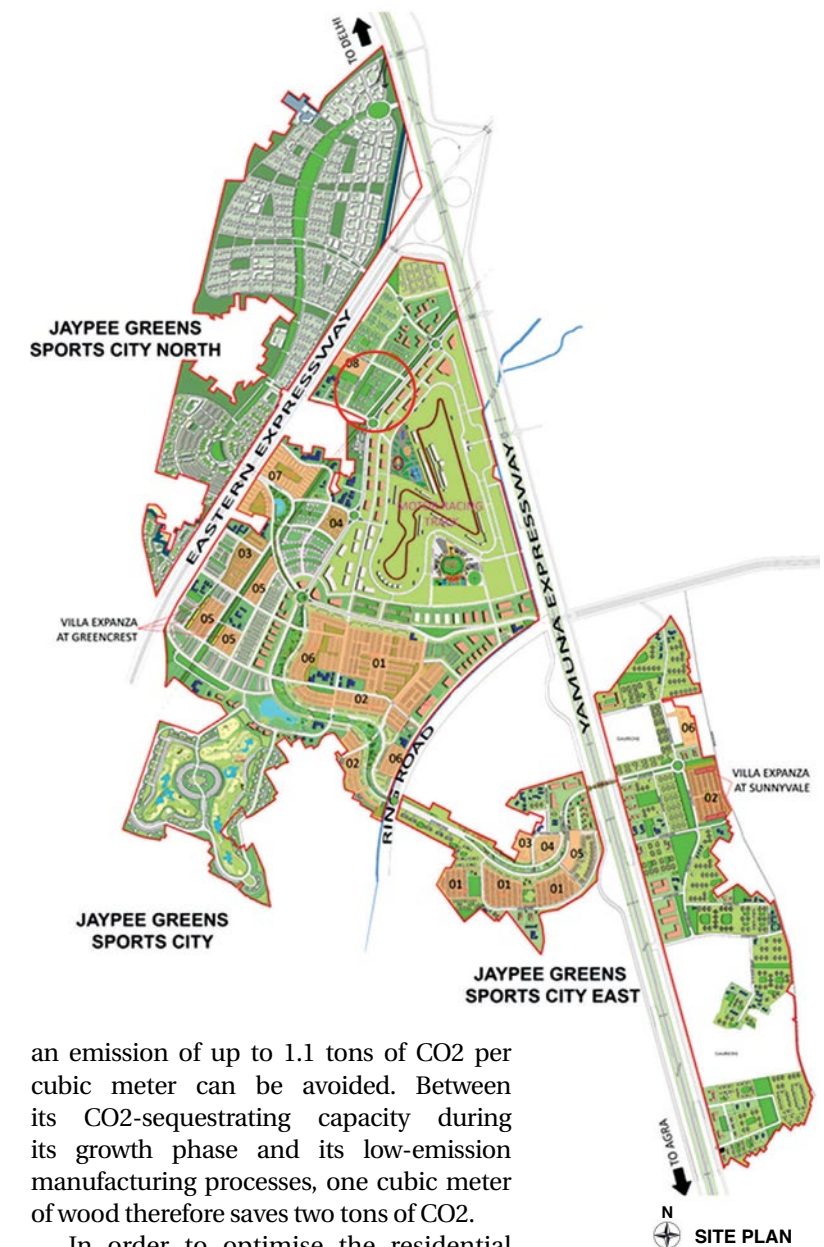 TO DELHI
JAYPEE GREENS
SPORTS CITY NORTH
EASTERN EXPRESSWAY
08
MOTOR RACING
TRACK
YAMUNA EXPRESSWAY
07
04
03
05
05
05
VILLA EXPANZA
AT GREENCREST
06
01
02
02
06
RING ROAD
06
VILLA EXPANZA
AT SUNNYVALE
02
03
04
05
01
01
01
JAYPEE GREENS
SPORTS CITY
JAYPEE GREENS
SPORTS CITY EAST
TO AGRA
N
SITE PLAN
an emission of up to 1.1 tons of CO2 per
cubic meter can be avoided. Between
its CO2-sequestrating capacity during
its growth phase and its low-emission
manufacturing processes, one cubic meter
of wood therefore saves two tons of CO2.
In order to optimise the residential